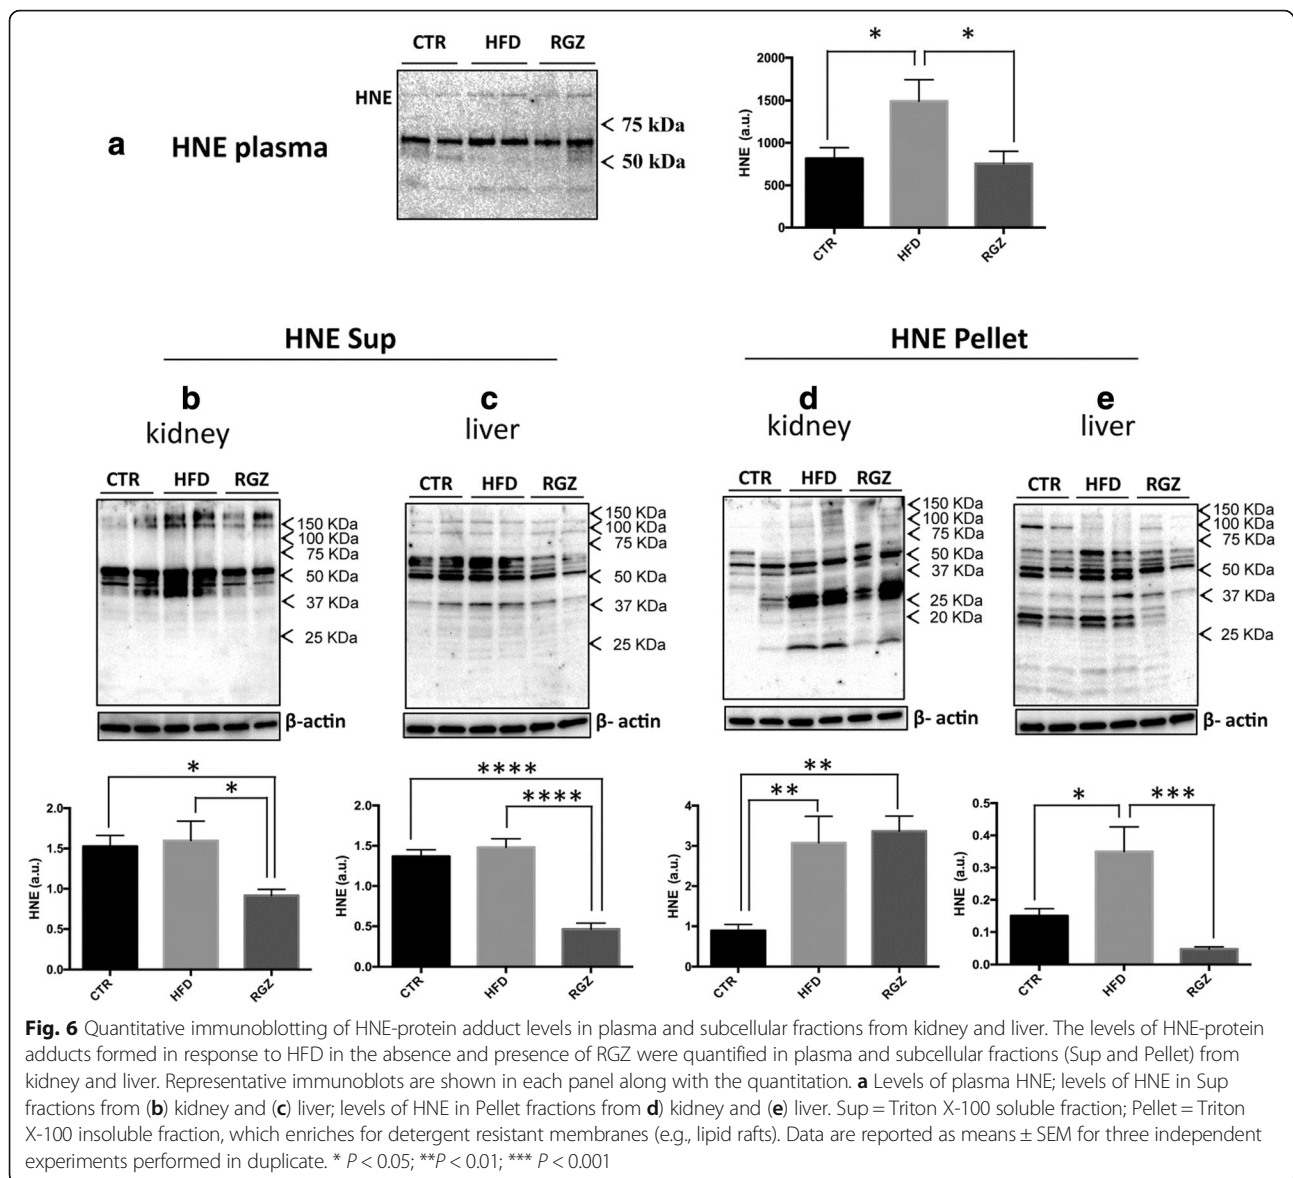 CTR HFD RGZ
HNE
75 kDa
50 kDa
a HNE plasma
* *
HNE (a.u.)
2000
1500
1000
500
0
CTR HFD RGZ
HNE Sup HNE Pellet
b c d e
kidney liver kidney liver
CTR HFD RGZ
150 KDa
100 KDa
75 KDa
50 KDa
37 KDa
25 KDa
β-actin
CTR HFD RGZ
150 KDa
100 KDa
75 KDa
50 KDa
37 KDa
25 KDa
β- actin
CTR HFD RGZ
150 KDa
100 KDa
75 KDa
50 KDa
37 KDa
25 KDa
20 KDa
β- actin
CTR HFD RGZ
150 KDa
100 KDa
75 KDa
50 KDa
37 KDa
25 KDa
β- actin
*
*
HNE (a.u.)
2.0
1.5
1.0
0.5
0.0
CTR HFD RGZ
****
****
HNE (a.u.)
2.0
1.5
1.0
0.5
0.0
CTR HFD RGZ
**
**
HNE (a.u.)
4
3
2
1
0
CTR HFD RGZ
* ***
HNE (a.u.)
0.5
0.4
0.3
0.2
0.1
0.0
CTR HFD RGZ
Fig. 6 Quantitative immunoblotting of HNE-protein adduct levels in plasma and subcellular fractions from kidney and liver. The levels of HNE-protein
adducts formed in response to HFD in the absence and presence of RGZ were quantified in plasma and subcellular fractions (Sup and Pellet) from
kidney and liver. Representative immunoblots are shown in each panel along with the quantitation. a Levels of plasma HNE; levels of HNE in Sup
fractions from (b) kidney and (c) liver; levels of HNE in Pellet fractions from d) kidney and (e) liver. Sup = Triton X-100 soluble fraction; Pellet = Triton
X-100 insoluble fraction, which enriches for detergent resistant membranes (e.g., lipid rafts). Data are reported as means ± SEM for three independent
experiments performed in duplicate. * P < 0.05; **P < 0.01; *** P < 0.001